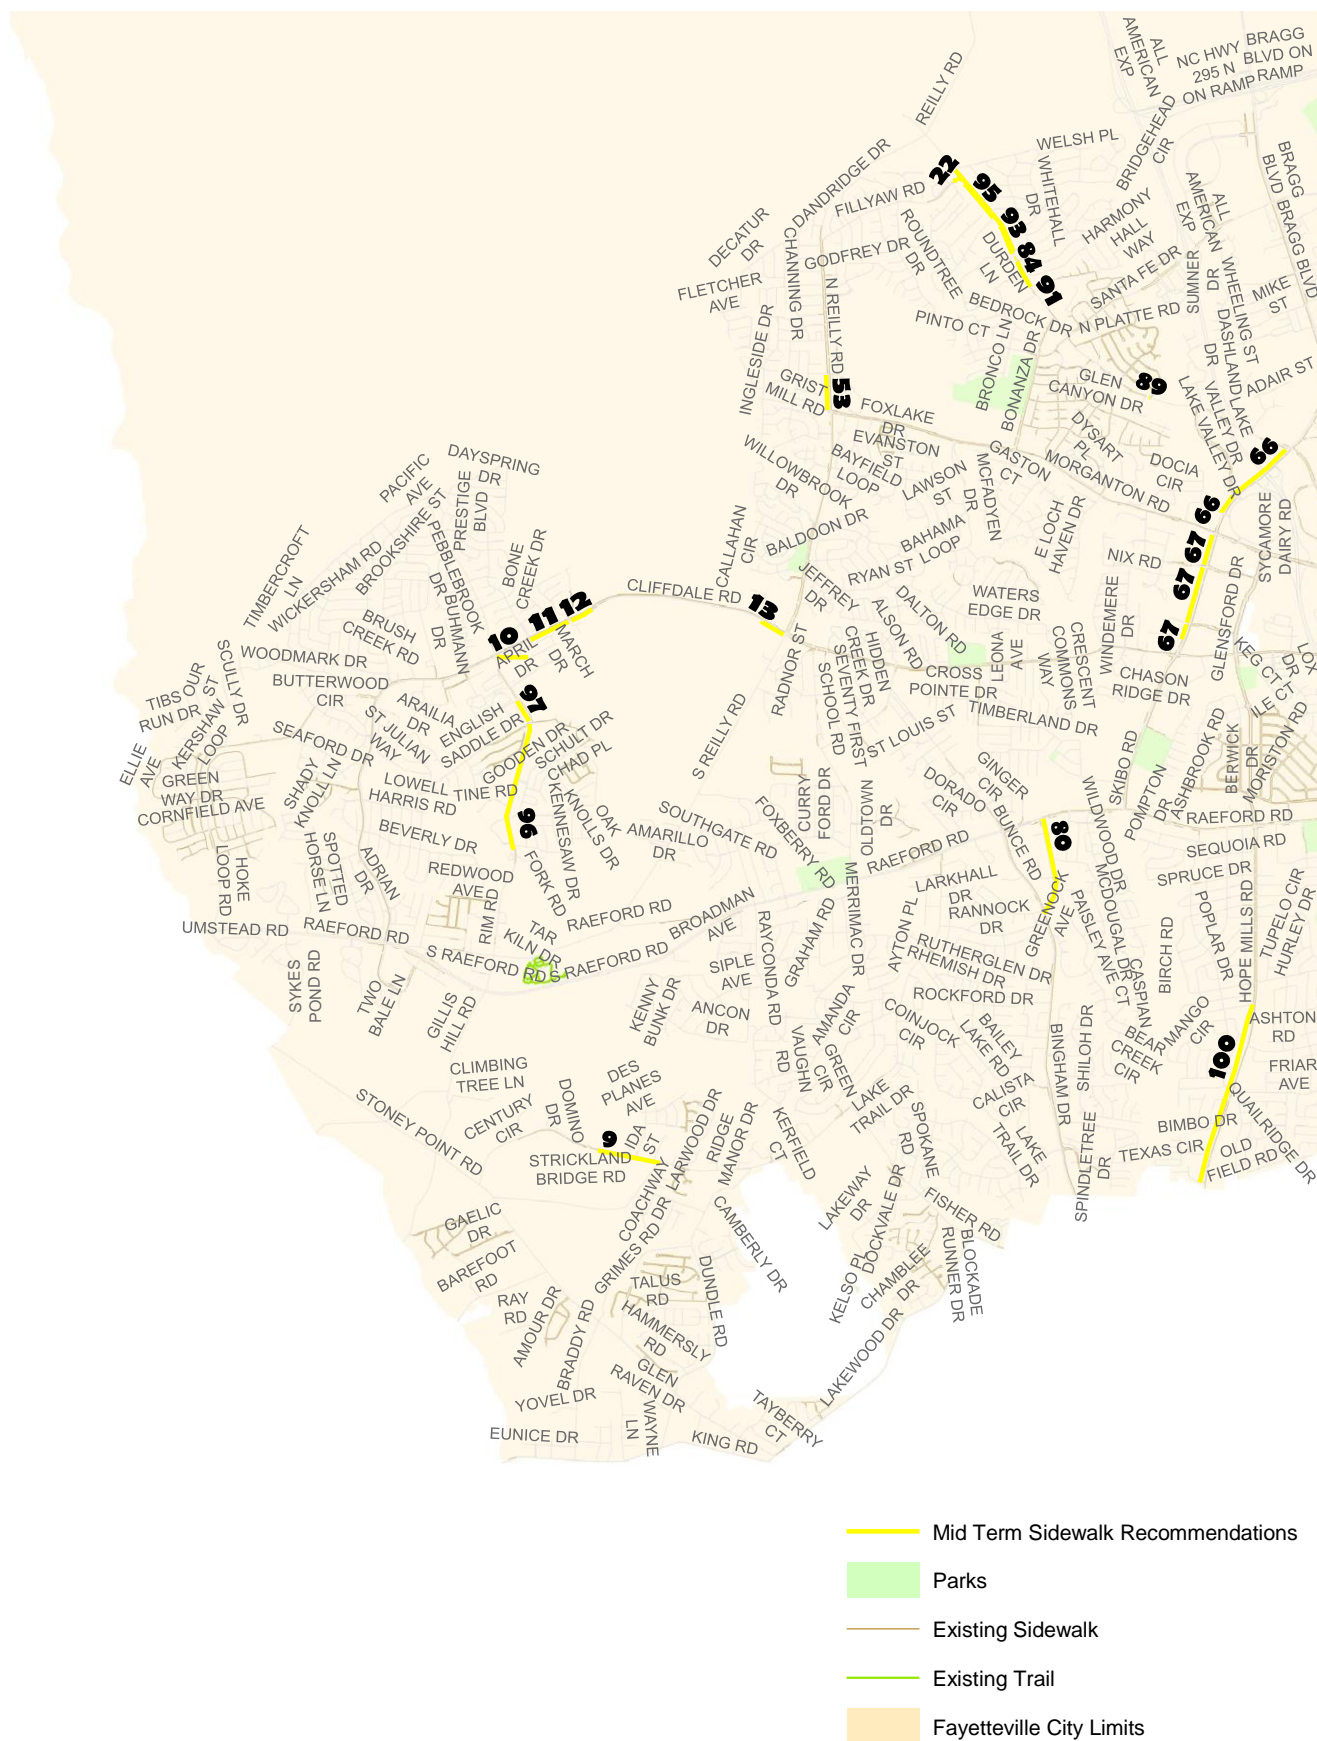 ALL
AMERICAN
EXP
NC HWY
295 N
ON RAMP
BRAGG
BLVD ON
RAMP
REILLY RD
WELSH PL
BRIDGEHEAD
CIR
BRAGG
BLVD
BRAGG BLVD
DANDRIDGE DR
FILLYAW RD
22
95
93
84
91
WHITEHALL
DR
HARMONY
HALL
WAY
ALL
AMERICAN
EXP
DECATUR
DR
CHANNING DR
GODFREY DR
ROUNDTREE
DR
DURDEN
LN
SANTA FE DR
SUMNER
DR
WHEELING ST
MIKE
ST
FLETCHER
AVE
N REILLY RD
BEDROCK DR
N PLATTE RD
PINTO CT
INGLESIDE DR
BRONCO LN
BONANZA DR
DASHLAND
DR
ADAIR ST
GRIST
MILL RD
53
GLEN
CANYON DR
89
LAKE
VALLEY DR
LAKE VALLEY DR
FOXLAKE
DR
EVANSTON
ST
DYSART
PL
66
WILLOWBROOK
DR
BAYFIELD
LOOP
LAWSON
ST
MCFADYEN
DR
GASTON
CT
MORGANTON RD
DOCIA
CIR
DAYSPRING
DR
PACIFIC
AVE
PRESTIGE
BLVD
BROOKSHIRE ST
PEBBLEBROOK
DR
66
SYCAMORE
DAIRY RD
CALLAHAN
CIR
BALDOON DR
BAHAMA
LOOP
E LOCH
HAVEN DR
NIX RD
67
TIMBERCROFT
LN
WICKERSHAM RD
BONE
CREEK DR
JEFFREY
DR
RYAN ST
67
CLIFFDALE RD
13
ALSON RD
DALTON RD
WATERS
EDGE DR
WINDEMERE
DR
67
GLENSFORD DR
BRUSH
CREEK RD
BUHMANN
DR
10
11
12
APRIL
DR
MARCH
DR
SCULLY DR
WOODMARK DR
BUTTERWOOD
CIR
RADNOR ST
HIDDEN
CREEK DR
SEVENTY FIRST
SCHOOL RD
CROSS
POINTE DR
LEONA
AVE
CRESCENT
COMMONS
WAY
CHASON
RIDGE DR
KEG CT
LOX
DR
ILE CT
TIBS
RUN DR
OUR
ST
KERSHAW
LOOP
ELLIE
AVE
SEAFORD DR
ST JULIAN
WAY
ARAILIA
DR
ENGLISH
SADDLE DR
97
S REILLY RD
ST LOUIS ST
TIMBERLAND DR
GREEN
WAY DR
CORNFIELD AVE
SHADY
KNOLL LN
LOWELL
HARRIS RD
TINE RD
GOODEN DR
SCHULT DR
CHAD PL
SKIBO RD
ASHBROOK RD
BERWICK
DR
MORISTON RD
GINGER
CIR
DORADO
CIR
CURRY
FORD DR
OLDTOWN
DR
WILDWOOD DR
POMPTON
DR
LOOP RD
HOKE
SPOTTED
HORSE LN
ADRIAN
DR
BEVERLY DR
96
KENNESAW DR
OAK
KNOLLS DR
AMARILLO
DR
SOUTHGATE RD
FOXBERRY RD
RAEFORD RD
BUNCE RD
80
RAEFORD RD
REDWOOD
AVE
FORK RD
LARKHALL
DR
SEQUOIA RD
SPRUCE DR
UMSTEAD RD
RAEFORD RD
RIM RD
TAR
KILN DR
RAEFORD RD
BROADMAN
AVE
MERRIMAC DR
RANNOCK
DR
GREENOCK
AVE
PAISLEY AVE
MCDOUGAL DR
POPLAR DR
TUPELO CIR
HURLEY DR
S RAEFORD RD
S RAEFORD RD
RAYCONDA RD
GRAHAM RD
AYTON PL
RUTHERGLEN DR
RHEMISH DR
BIRCH RD
CASPIAN
CT
HOPE MILLS RD
SYKES
POND RD
TWO
BALE LN
GILLIS
HILL RD
KENNY
BUNK DR
SIPLE
AVE
ANCON
DR
ROCKFORD DR
COINJOCK
CIR
BAILEY
LAKE RD
BINGHAM DR
SHILOH DR
BEAR
CREEK
CIR
MANGO
CIR
100
ASHTON
RD
VAUGHN
RD
AMANDA
CIR
GREEN
CIR
FRIAR
AVE
CLIMBING
TREE LN
STONEY POINT RD
CENTURY
CIR
DOMINO
DR
DES
PLANES
AVE
LAKE
TRAIL DR
CALISTA
CIR
9
IDA
ST
STRICKLAND
BRIDGE RD
LARWOOD DR
RIDGE
MANOR DR
KERFIELD
CT
SPOKANE
RD
LAKE
TRAIL DR
BIMBO DR
TEXAS CIR
OLD
FIELD RD
QUAILRIDGE DR
SPINDLETREE
DR
COACHWAY
DR
GRIMES RD
CAMBERLY DR
LAKEWAY
DR
DOCKVALE DR
FISHER RD
GAELIC
DR
BAREFOOT
RD
KELSO PL
CHAMBLEE
DR
BLOCKADE
RUNNER DR
RAY
RD
AMOUR DR
TALUS
RD
DUNDLE RD
HAMMERSLY
RD
BRADDY RD
GLEN
RAVEN DR
LAKEWOOD DR
YOVEL DR
WAYNE
LN
TAYBERRY
CT
EUNICE DR
KING RD
Mid Term Sidewalk Recommendations
Parks
Existing Sidewalk
Existing Trail
Fayetteville City Limits